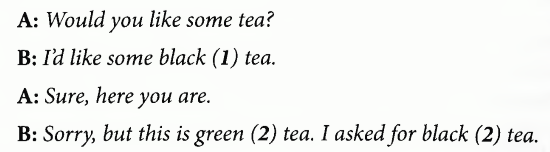 A: Would you like some tea?
B: I'd like some black (1) tea.
A: Sure, here you are.
B: Sorry, but this is green (2) tea. I asked for black (2) tea.